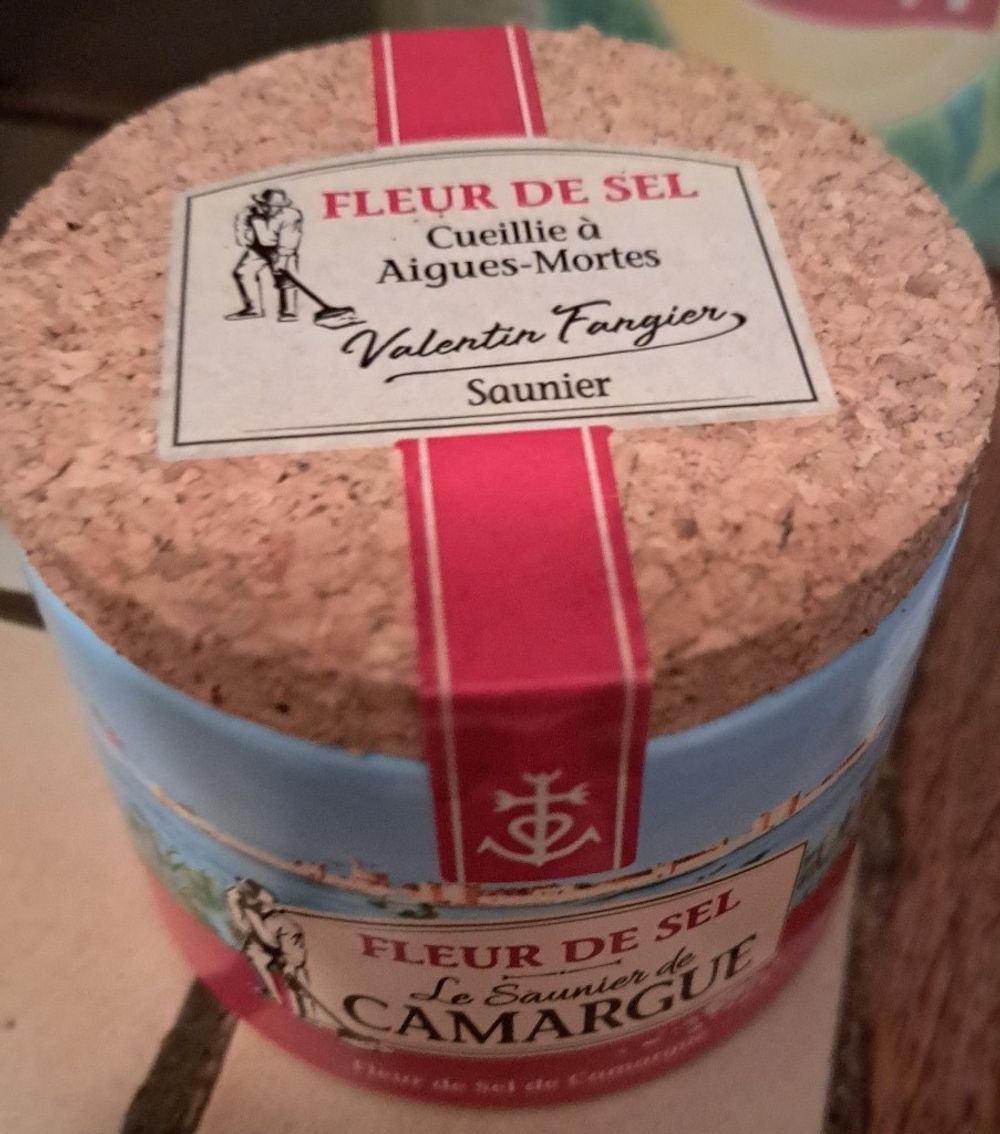 FLEUR DE SEL
Cueillie à
Aigues-Mortes
Valentin Fangier
Saunier
FLEUR DE SEL
Le Saunier de
CAMARGUE
Fleur de Sel de Camargue